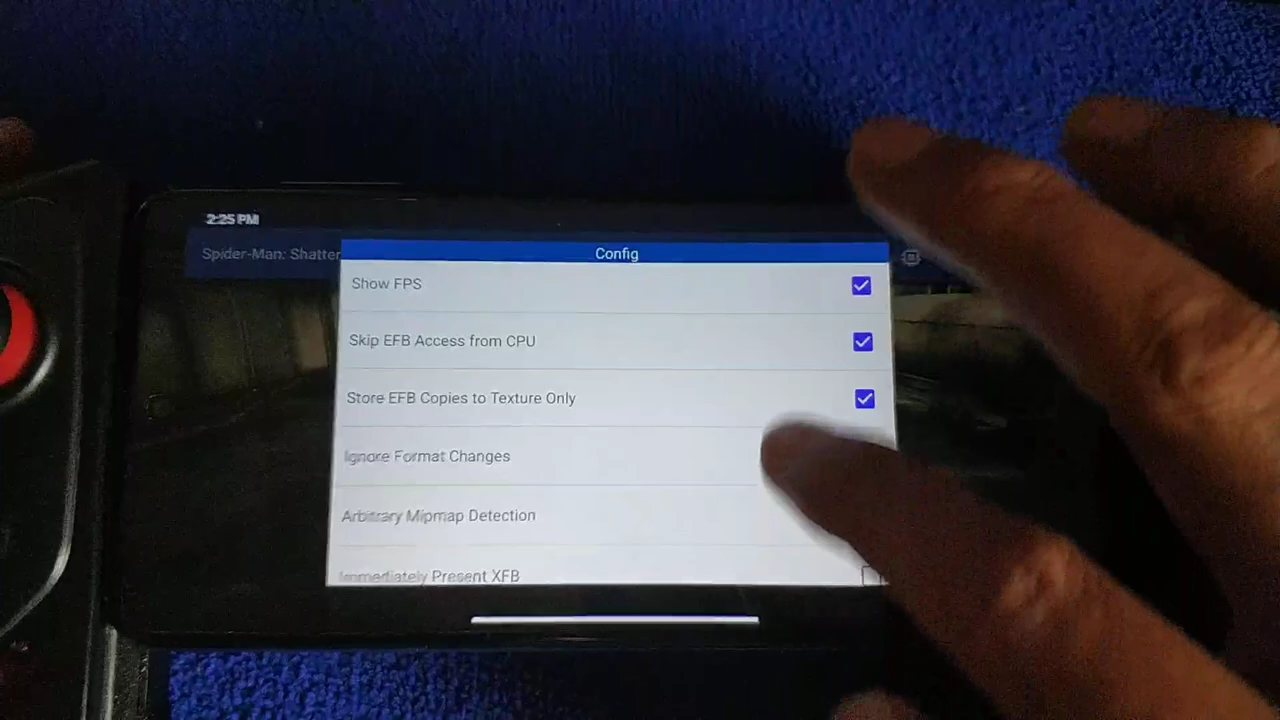 2:25 PM
Spider-Man: Shatter
Config
Show FPS
Skip EFB Access from CPU
Store EFB Copies to Texture Only
Ignore Format Changes
Arbitrary Mipmap Detection
Immediately Present XFB